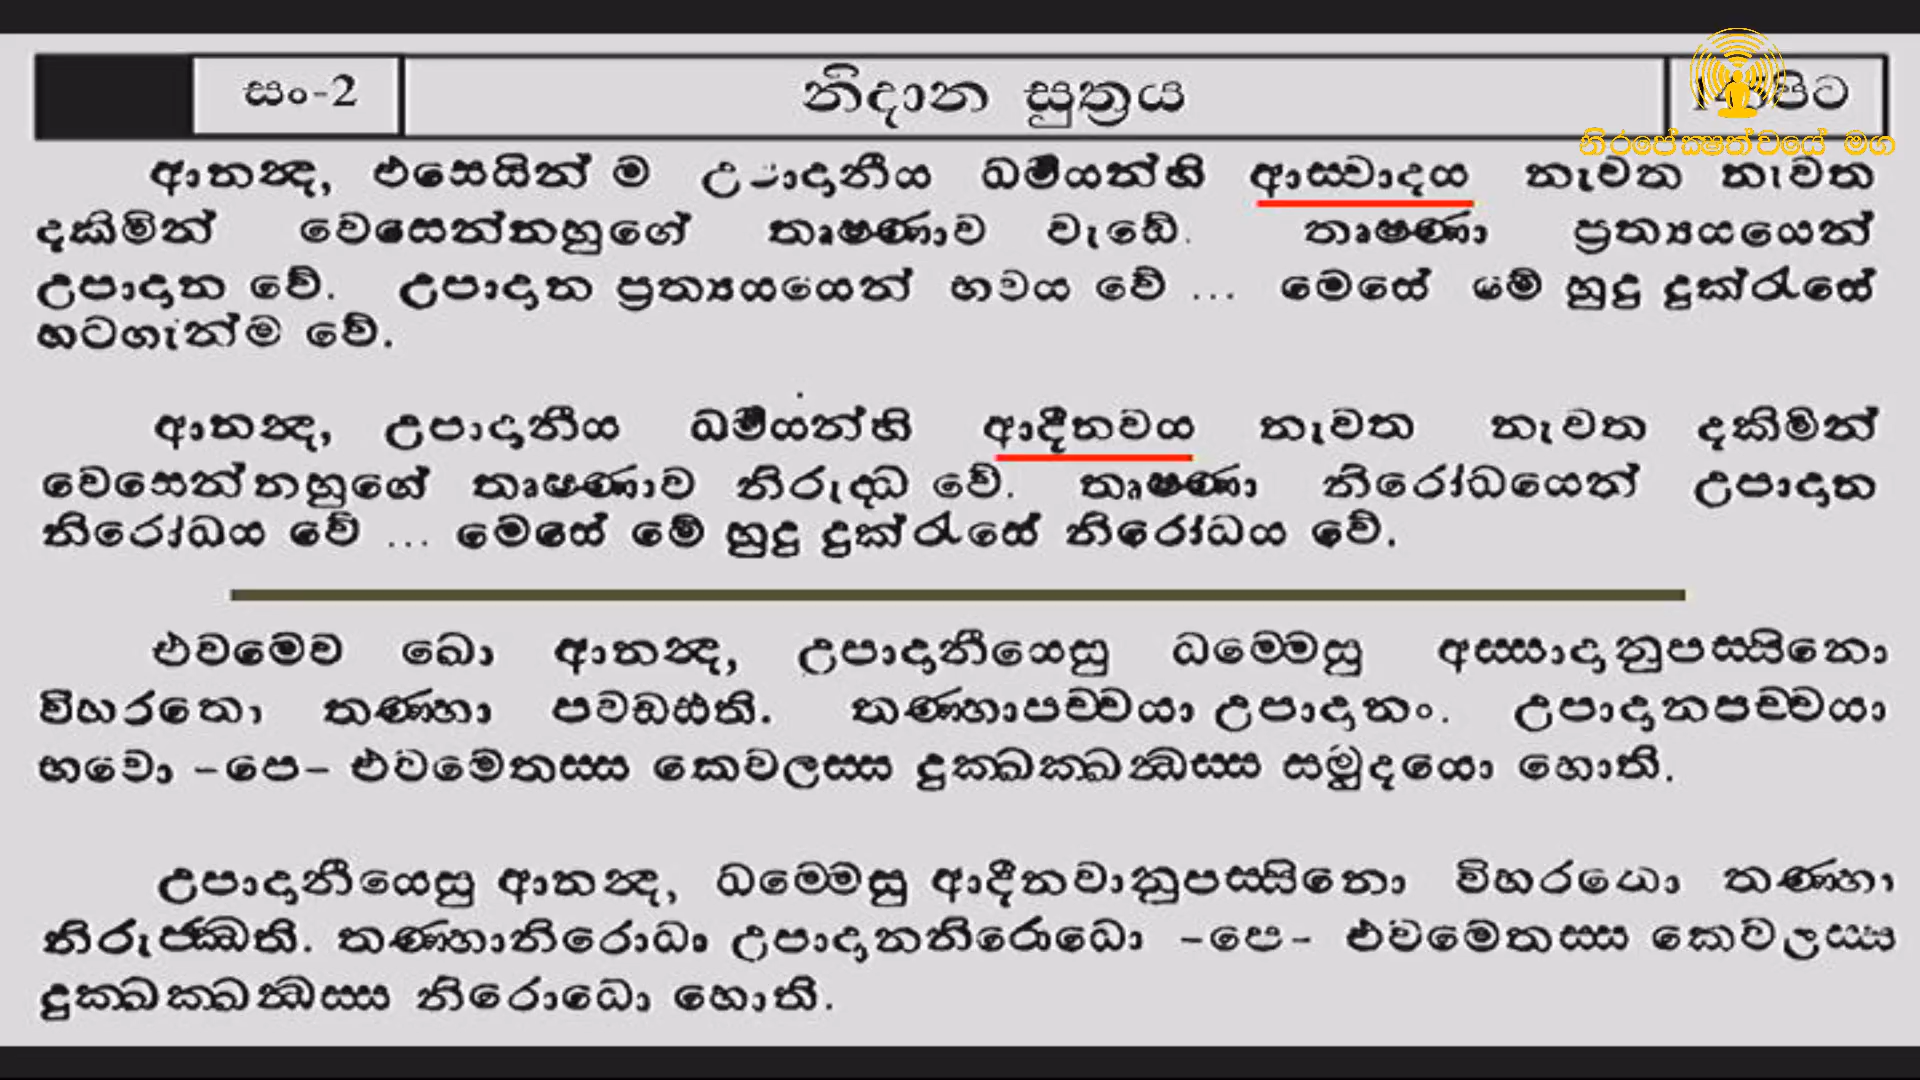 සං-2 නිදාන සූත්‍රය පිට
නිරපේක්ෂත්වයේ මග
ආනන්‍ද, එසෙයින් ම උපාදානීය ධර්‍මයන්හි ආස්වාදය නැවත නැවත
දකිමින් වෙසෙන්නහුගේ තෘෂ්ණාව වැඩේ. තෘෂ්ණා ප්‍රත්‍යයයෙන්
උපාදාන වේ. උපාදාන ප්‍රත්‍යයයෙන් භවය වේ ... මෙසේ මේ හුදු දුක්රැසේ
හටගැන්ම වේ.
ආනන්‍ද, උපාදානීය ධර්‍මයන්හි ආදීනවය නැවත නැවත දකිමින්
වෙසෙන්නහුගේ තෘෂ්ණාව නිරුද්ධ වේ. තෘෂ්ණා නිරෝධයෙන් උපාදාන
නිරෝධය වේ ... මෙසේ මේ හුදු දුක්රැසේ නිරෝධය වේ.
එවමෙව ඛො ආනන්‍ද, උපාදානීයෙසු ධම්මෙසු අස්සාදානුපස්සිනො
විහරතො තණ්හා පවඩ්ඪති. තණ්හාපච්චයා උපාදානං. උපාදානපච්චයා
භවො -පෙ- එවමෙතස්ස කෙවලස්ස දුක්ඛක්ඛන්‍ධස්ස සමුදයො හොති.
උපාදානීයෙසු ආනන්‍ද, ධම්මෙසු ආදීනවානුපස්සිනො විහරතො තණ්හා
නිරුජ්ඣති. තණ්හානිරොධා උපාදානනිරොධො -පෙ- එවමෙතස්ස කෙවලස්ස
දුක්ඛක්ඛන්‍ධස්ස නිරොධො හොති.